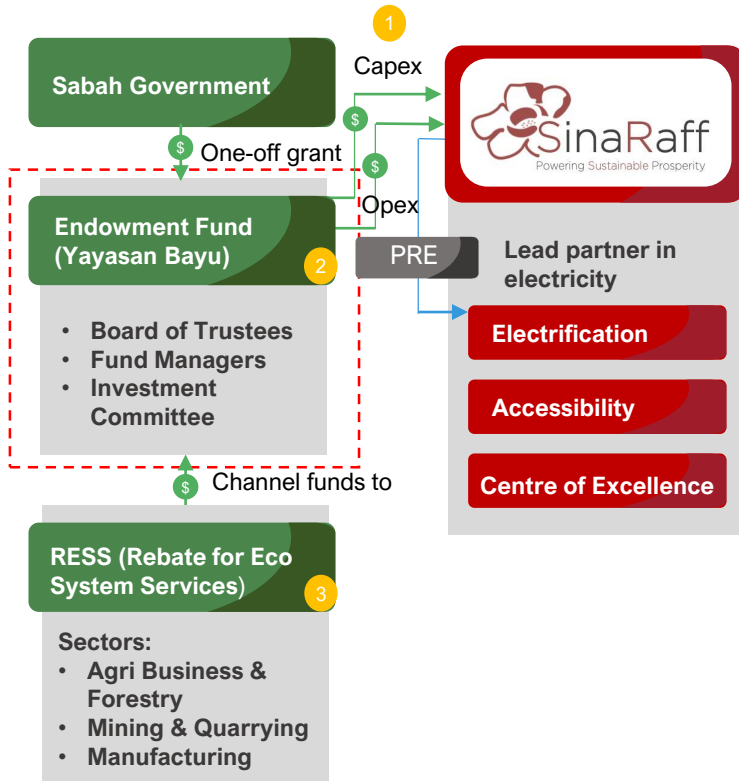 1
Sabah Government
$
One-off grant
Capex
$
$
Opex
SinaRaff
Powering Sustainable Prosperity
Endowment Fund
(Yayasan Bayu)
2
• Board of Trustees
• Fund Managers
• Investment
Committee
PRE
Lead partner in
electricity
Electrification
Accessibility
Centre of Excellence
$
Channel funds to
RESS (Rebate for Eco
System Services)
3
Sectors:
• Agri Business &
Forestry
• Mining & Quarrying
• Manufacturing